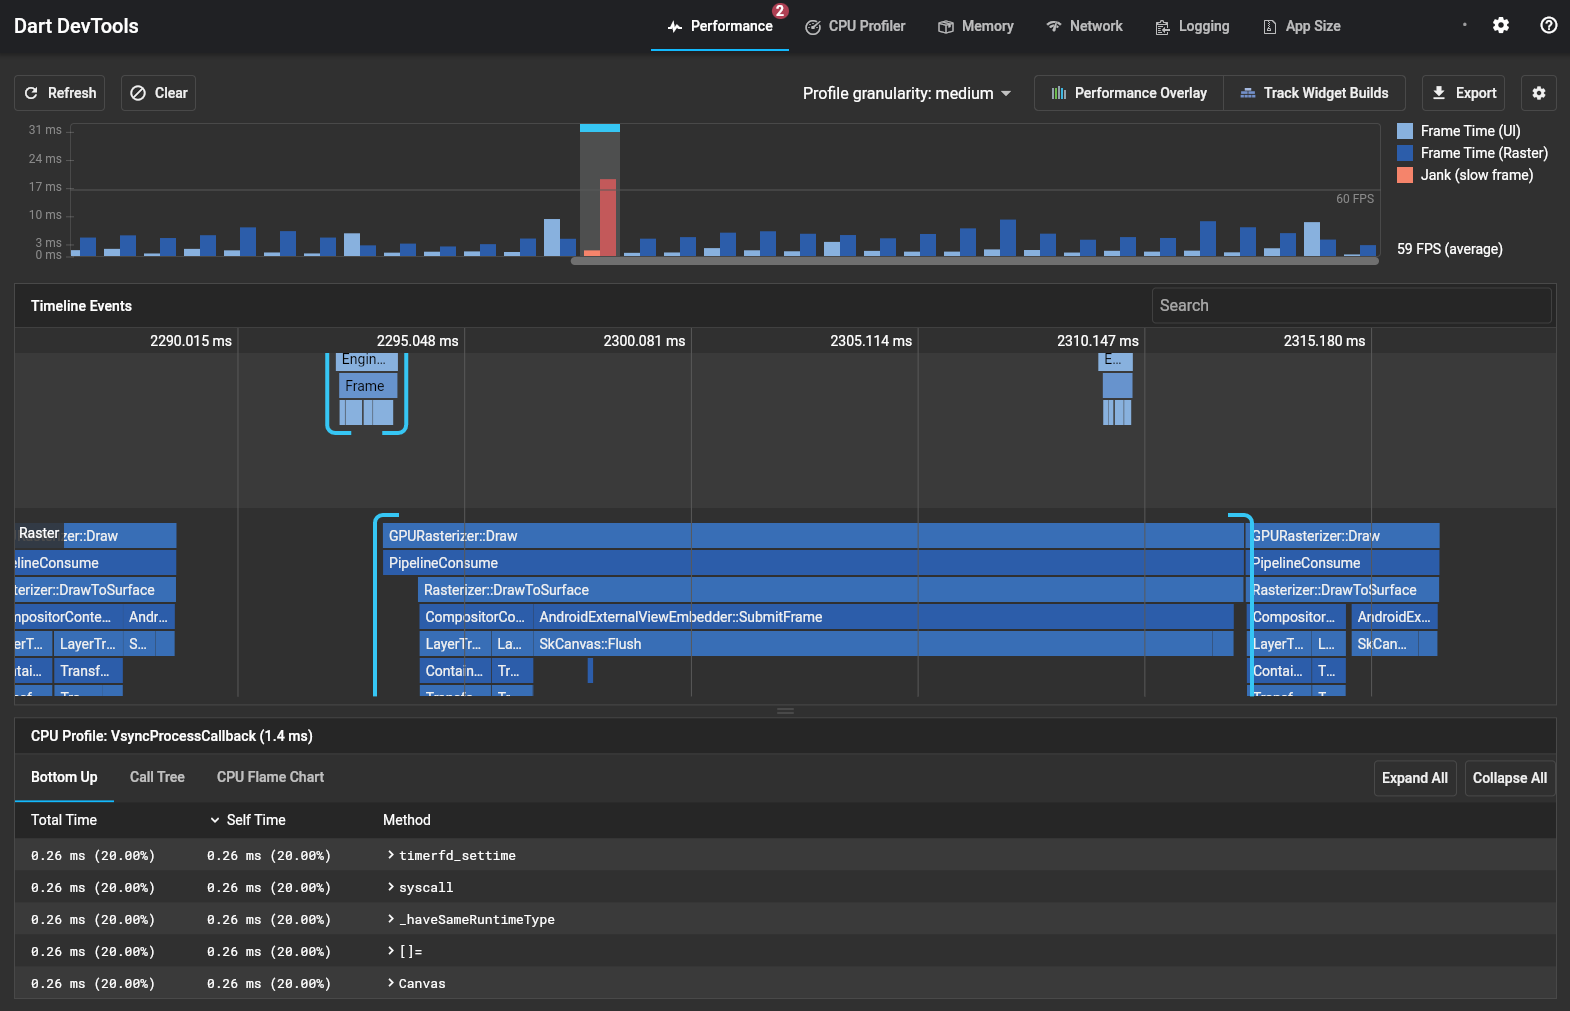 Dart DevTools
Performance 2 CPU Profiler Memory Network Logging App Size
Refresh Clear Profile granularity: medium Performance Overlay Track Widget Builds Export
31 ms
24 ms
17 ms
10 ms
3 ms
0 ms
60 FPS
Frame Time (UI)
Frame Time (Raster)
Jank (slow frame)
59 FPS (average)
Timeline Events Search
2290.015 ms 2295.048 ms 2300.081 ms 2305.114 ms 2310.147 ms 2315.180 ms
Engin... E...
Frame
Raster zer::Draw GPURasterizer::Draw GPURasterizer::Draw
elineConsume PipelineConsume PipelineConsume
terizer::DrawToSurface Rasterizer::DrawToSurface Rasterizer::DrawToSurface
mpositorConte... Andr... CompositorCo... AndroidExternalViewEmbedder::SubmitFrame Compositor... AndroidEx...
erT... LayerTr... S... LayerTr... La... SkCanvas::Flush LayerT... L... SkCan...
tai... Transf... Contain... Tr... Contai... T...
CPU Profile: VsyncProcessCallback (1.4 ms)
Bottom Up Call Tree CPU Flame Chart Expand All Collapse All
Total Time Self Time Method
0.26 ms (20.00%) 0.26 ms (20.00%) timerfd_settime
0.26 ms (20.00%) 0.26 ms (20.00%) syscall
0.26 ms (20.00%) 0.26 ms (20.00%) _haveSameRuntimeType
0.26 ms (20.00%) 0.26 ms (20.00%) []=
0.26 ms (20.00%) 0.26 ms (20.00%) Canvas